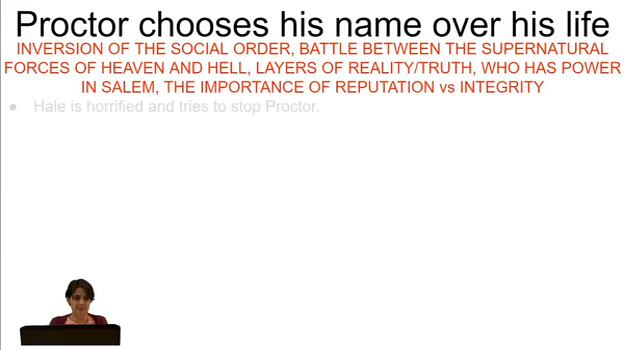 Proctor chooses his name over his life
INVERSION OF THE SOCIAL ORDER, BATTLE BETWEEN THE SUPERNATURAL
FORCES OF HEAVEN AND HELL, LAYERS OF REALITY/TRUTH, WHO HAS POWER
IN SALEM, THE IMPORTANCE OF REPUTATION vs INTEGRITY
● Hale is horrified and tries to stop Proctor.